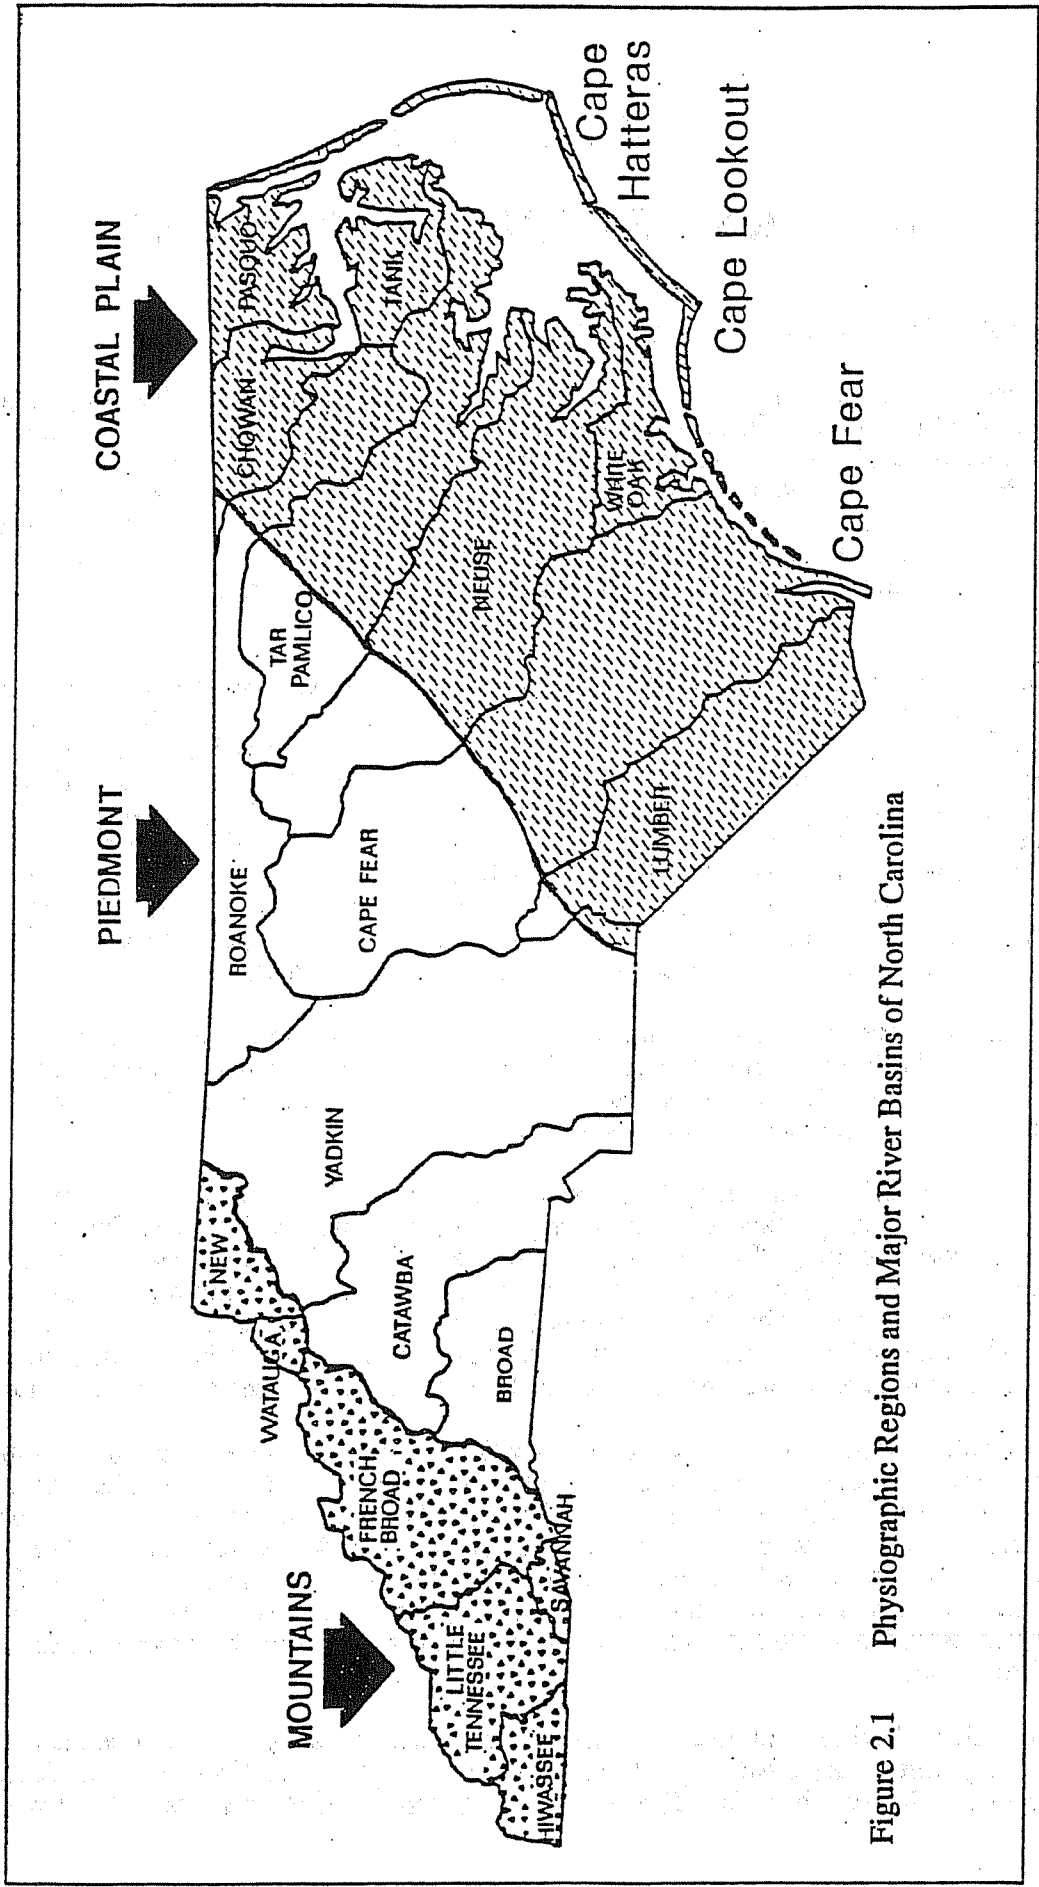 COASTAL PLAIN
PIEDMONT
MOUNTAINS
PASQUO
TANK
CHOWAN
ROANOKE
TAR
PAMLICO
NEUSE
WHITE
OAK
CAPE FEAR
LUMBER
YADKIN
CATAWBA
BROAD
NEW
WATAUGA
FRENCH
BROAD
LITTLE
TENNESSEE
HIWASSEE
SAVANNAH
Cape
Hatteras
Cape Lookout
Cape Fear
Figure 2.1 Physiographic Regions and Major River Basins of North Carolina